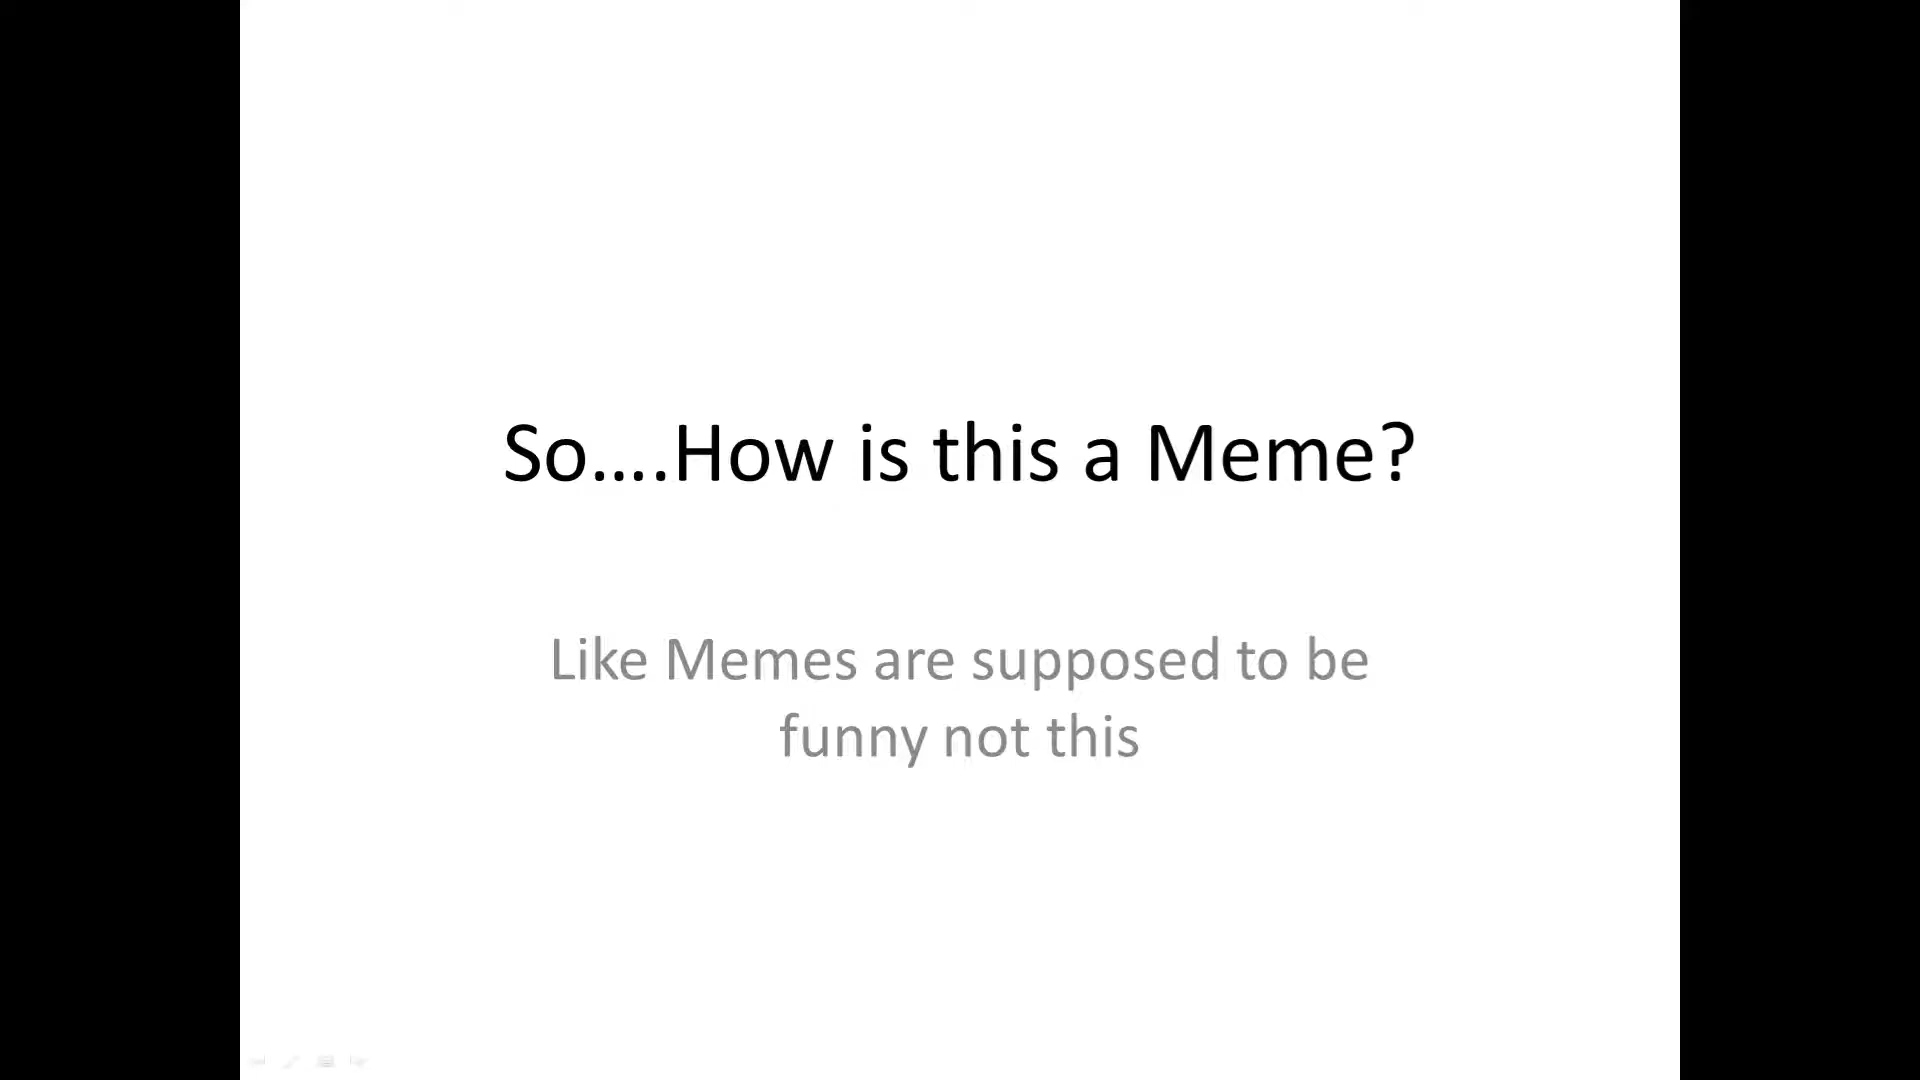 So....How is this a Meme?
Like Memes are supposed to be
funny not this